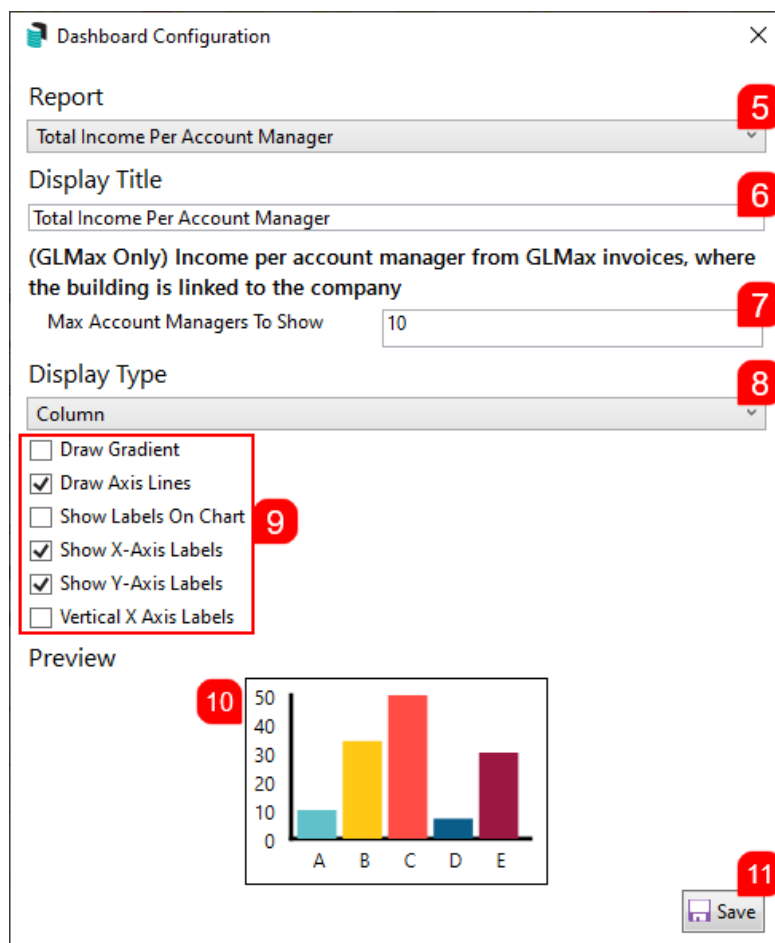 Dashboard Configuration
Report
5
Total Income Per Account Manager
Display Title
6
Total Income Per Account Manager
(GLMax Only) Income per account manager from GLMax invoices, where
the building is linked to the company
7
Max Account Managers To Show 10
Display Type
8
Column
Draw Gradient
Draw Axis Lines
Show Labels On Chart
9
Show X-Axis Labels
Show Y-Axis Labels
Vertical X Axis Labels
Preview
10
50
40
30
20
10
0
A B C D E
11
Save